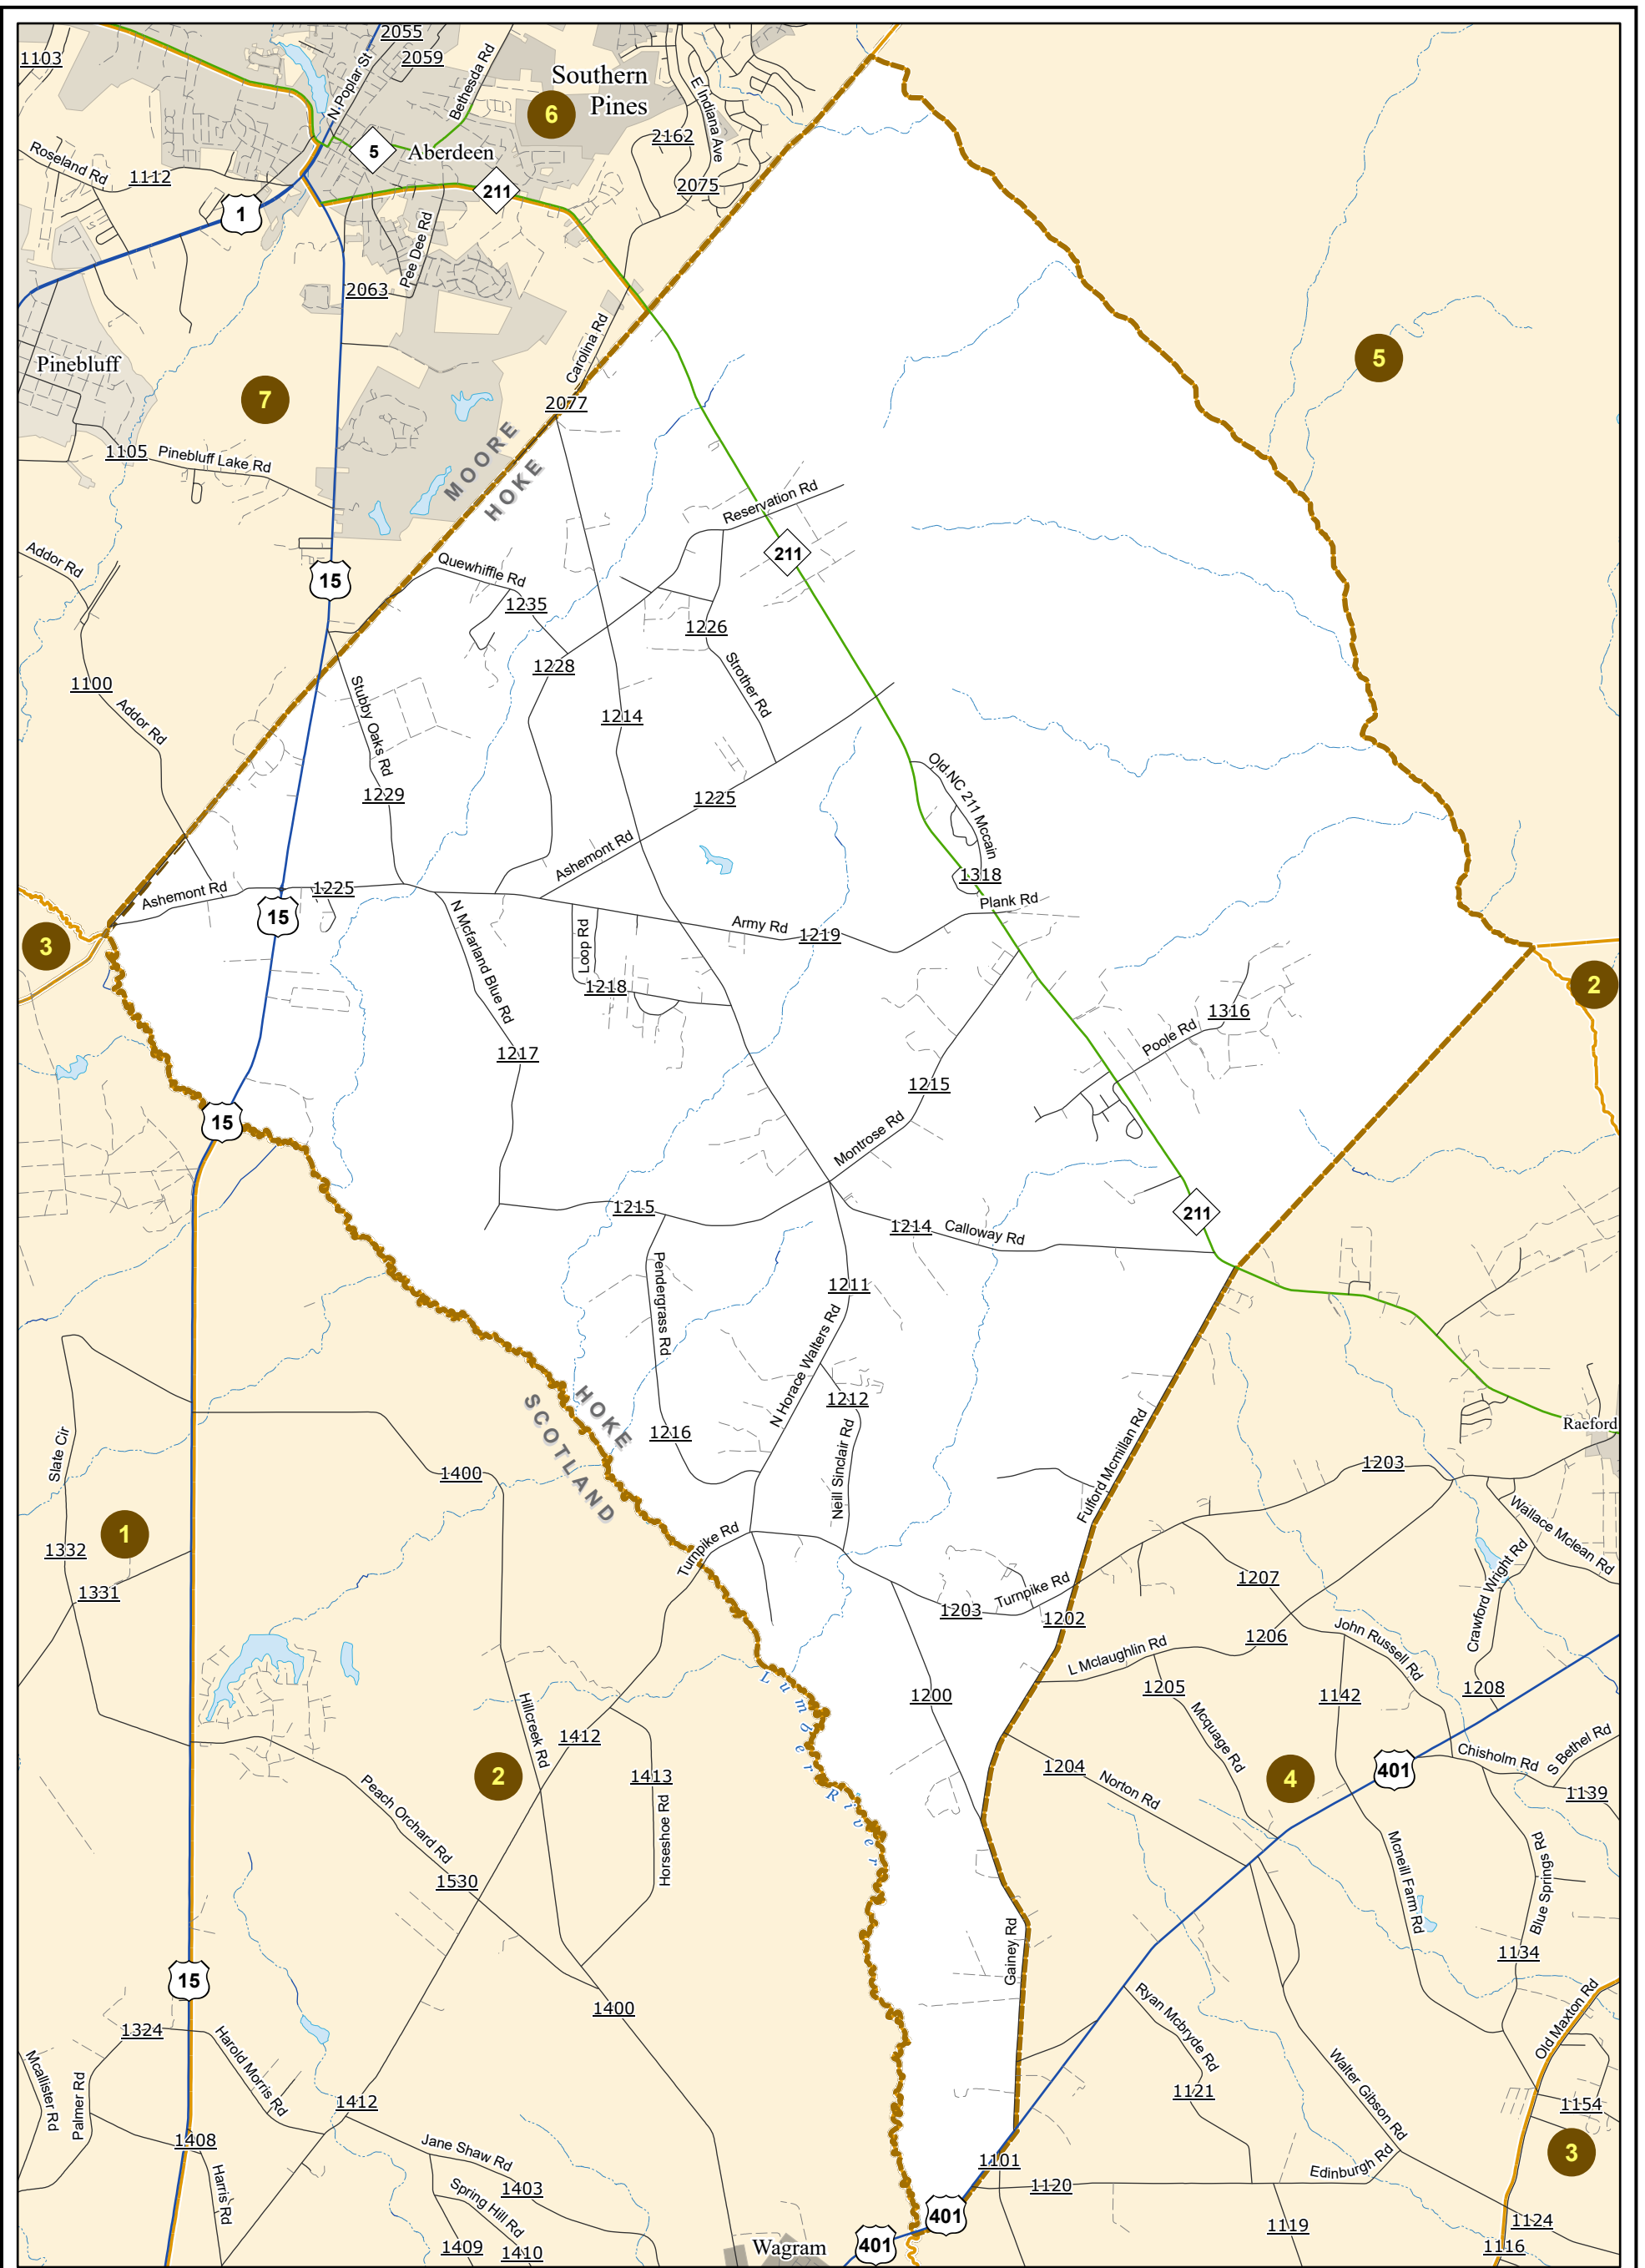 2055
1103
2059
N Poplar St
Bethesda Rd
Southern
Pines
6
E Indiana Ave
2162
5
Aberdeen
Roseland Rd
1112
2075
211
1
Pee Dee Rd
2063
Carolina Rd
Pinebluff
5
7
2077
MOORE
HOKE
1105
Pinebluff Lake Rd
Reservation Rd
211
Addor Rd
Quewhiffle Rd
15
1235
1226
1228
Strother Rd
1100
Stubby Oaks Rd
Addor Rd
1214
Old NC 211 Mccain
1229
1225
Ashemont Rd
1318
Ashemont Rd
1225
Plank Rd
15
N Mcfarland Blue Rd
Loop Rd
Army Rd
1219
3
1218
2
1316
Poole Rd
1217
1215
15
Montrose Rd
1215
211
1214
Calloway Rd
Pendergrass Rd
1211
N Horace Walters Rd
HOKE
SCOTLAND
1212
Fulford Mcmillan Rd
Raeford
Slate Cir
1216
Neill Sinclair Rd
1203
1400
1
Turnpike Rd
Wallace Mclean Rd
1332
Crawford Wright Rd
1331
1207
Turnpike Rd
1203
1202
1206
John Russell Rd
L Mclaughlin Rd
Lumber River
1205
1142
1208
1200
Hillcreek Rd
Mcquage Rd
1412
S Bethel Rd
Chisholm Rd
2
1413
1204
Norton Rd
4
401
1139
Peach Orchard Rd
Horseshoe Rd
Mcneill Farm Rd
Blue Springs Rd
1530
Gainey Rd
1134
15
1400
Ryan Mcbryde Rd
Old Maxton Rd
1324
Harold Morris Rd
Walter Gibson Rd
Mcallister Rd
Palmer Rd
1412
1121
1154
1408
Jane Shaw Rd
1101
Edinburgh Rd
3
Harris Rd
1403
1120
Spring Hill Rd
401
1119
1124
1409
1410
Wagram
401
1116